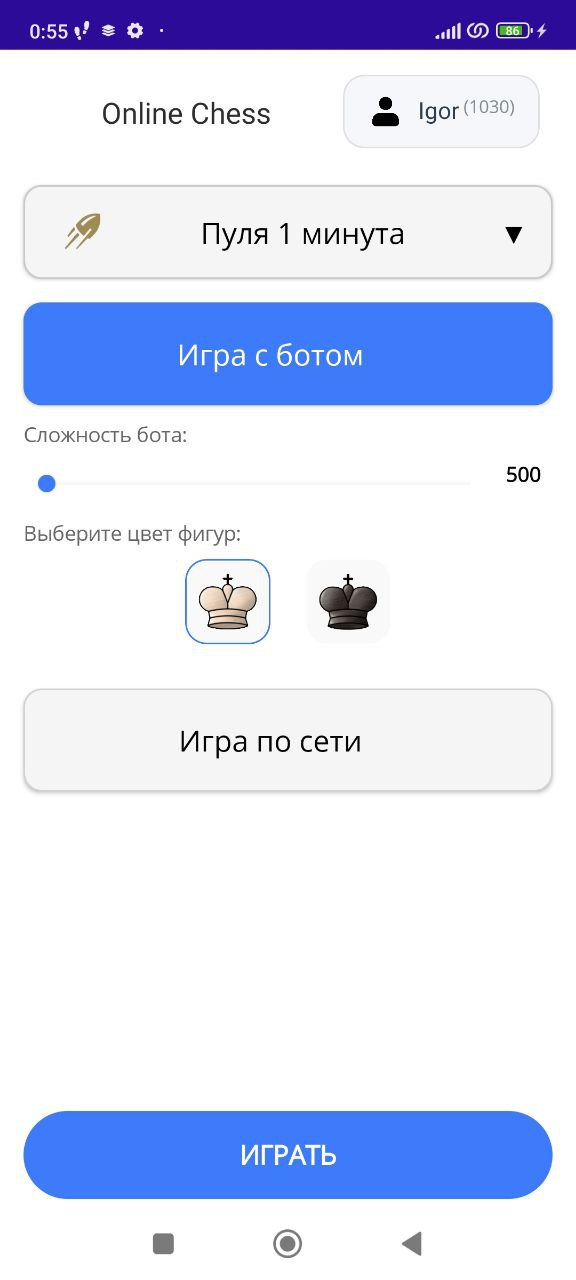 0:55
86
Online Chess
Igor (1030)
Пуля 1 минута
Игра с ботом
Сложность бота:
500
Выберите цвет фигур:
Игра по сети
ИГРАТЬ